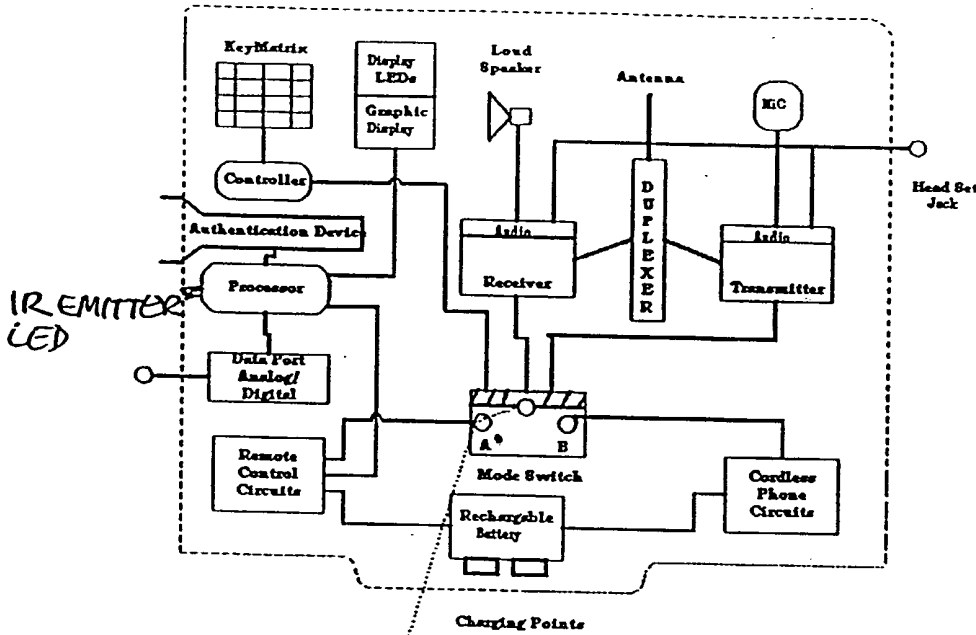 KeyMatrix
Display
LEDs
Graphic
Display
Loud
Speaker
Antenna
MiC
Controller
Head Set
Jack
Authentication Device
DUPLEXER
Audio
Receiver
Audio
Transmitter
Processor
IR EMITTER
LED
Data Port
Analog/
Digital
A
B
Mode Switch
Remote
Control
Circuits
Cordless
Phone
Circuits
Rechargable
Battery
Charging Points